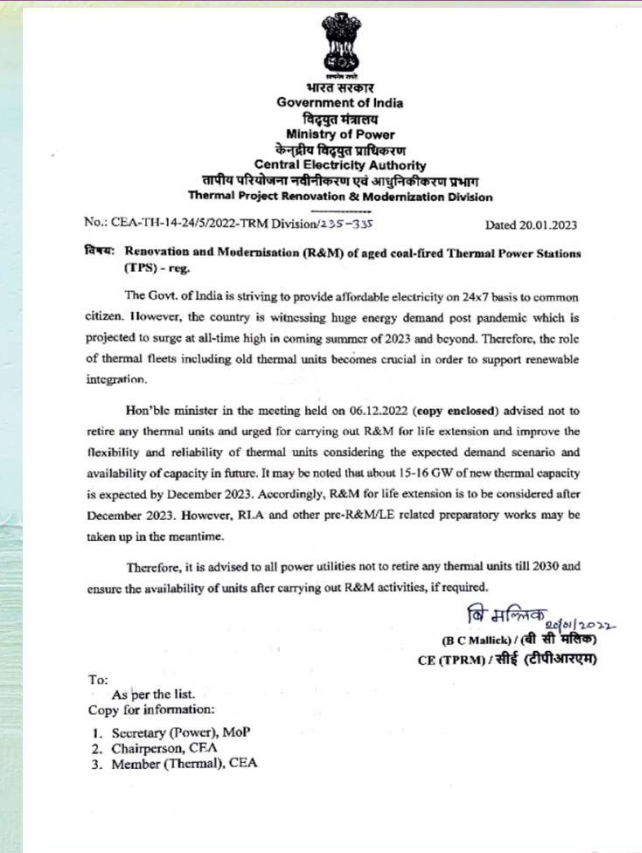 सत्यमेव जयते
भारत सरकार
Government of India
विद्युत मंत्रालय
Ministry of Power
केन्द्रीय विद्युत प्राधिकरण
Central Electricity Authority
तापीय परियोजना नवीनीकरण एवं आधुनिकीकरण प्रभाग
Thermal Project Renovation & Modernization Division
No.: CEA-TH-14-24/5/2022-TRM Division/235-335 Dated 20.01.2023
विषय: Renovation and Modernisation (R&M) of aged coal-fired Thermal Power Stations
(TPS) - reg.
The Govt. of India is striving to provide affordable electricity on 24x7 basis to common
citizen. However, the country is witnessing huge energy demand post pandemic which is
projected to surge at all-time high in coming summer of 2023 and beyond. Therefore, the role
of thermal fleets including old thermal units becomes crucial in order to support renewable
integration.
Hon'ble minister in the meeting held on 06.12.2022 (copy enclosed) advised not to
retire any thermal units and urged for carrying out R&M for life extension and improve the
flexibility and reliability of thermal units considering the expected demand scenario and
availability of capacity in future. It may be noted that about 15-16 GW of new thermal capacity
is expected by December 2023. Accordingly, R&M for life extension is to be considered after
December 2023. However, RLA and other pre-R&M/LE related preparatory works may be
taken up in the meantime.
Therefore, it is advised to all power utilities not to retire any thermal units till 2030 and
ensure the availability of units after carrying out R&M activities, if required.
वि मल्लिक
20/01/2022
(B C Mallick) / (बी सी मलिक)
CE (TPRM) / सीई (टीपीआरएम)
To:
As per the list.
Copy for information:
1. Secretary (Power), MoP
2. Chairperson, CEA
3. Member (Thermal), CEA